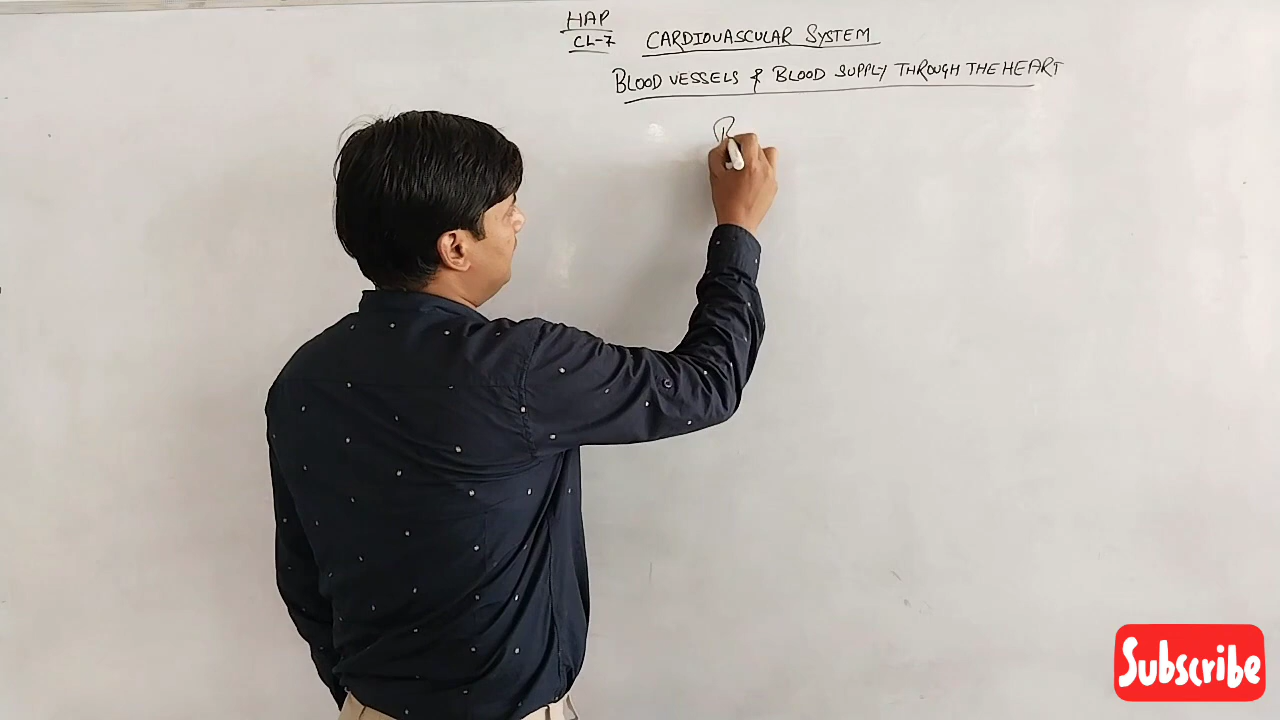 HAP
CL-7
CARDIOVASCULAR SYSTEM
BLOOD VESSELS & BLOOD SUPPLY THROUGH THE HEART
Subscribe